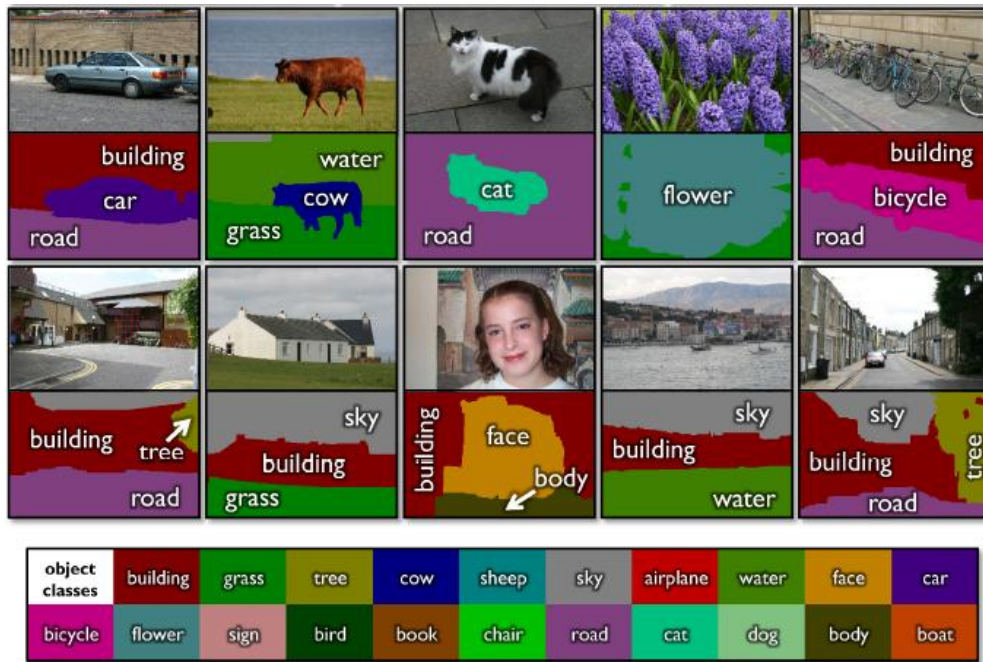 building
car
road
water
cow
grass
cat
road
flower
building
bicycle
road
building
tree
road
sky
building
grass
building
face
body
sky
building
water
sky
building
tree
road
object classes building grass tree cow sheep sky airplane water face car
bicycle flower sign bird book chair road cat dog body boat